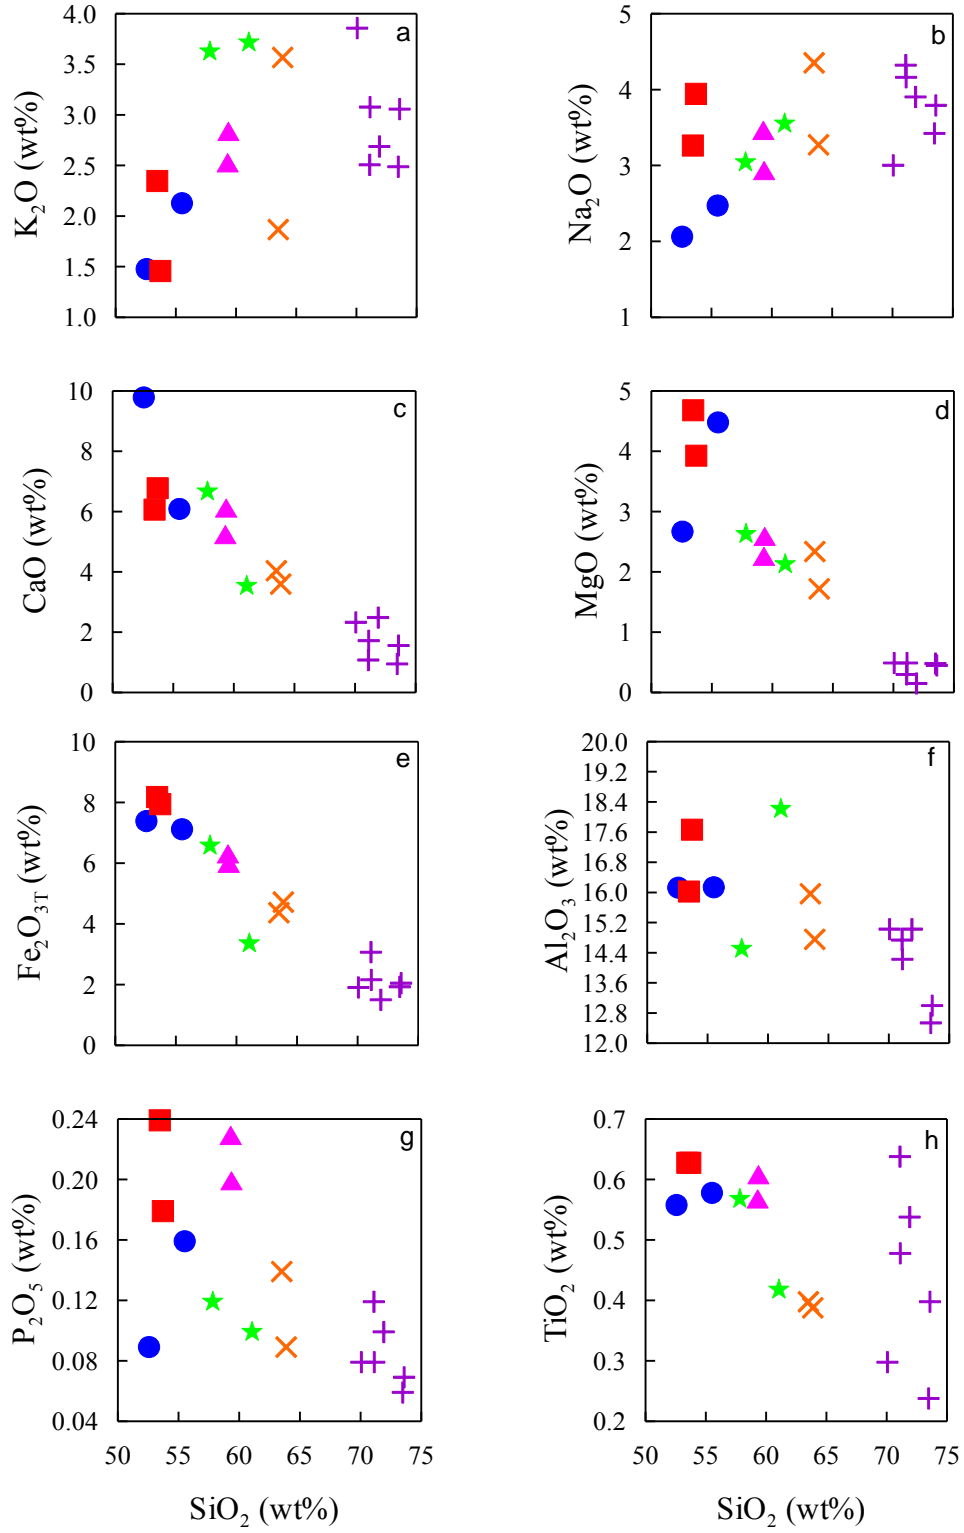 4.0
3.5
3.0
2.5
2.0
1.5
1.0
K₂O (wt%)
a
5
4
3
2
1
Na₂O (wt%)
b
10
8
6
4
2
0
CaO (wt%)
c
5
4
3
2
1
0
MgO (wt%)
d
10
8
6
4
2
0
Fe₂O₃T (wt%)
e
20.0
19.2
18.4
17.6
16.8
16.0
15.2
14.4
13.6
12.8
12.0
Al₂O₃ (wt%)
f
0.24
0.20
0.16
0.12
0.08
0.04
P₂O₅ (wt%)
g
50 55 60 65 70 75
SiO₂ (wt%)
0.7
0.6
0.5
0.4
0.3
0.2
TiO₂ (wt%)
h
50 55 60 65 70 75
SiO₂ (wt%)